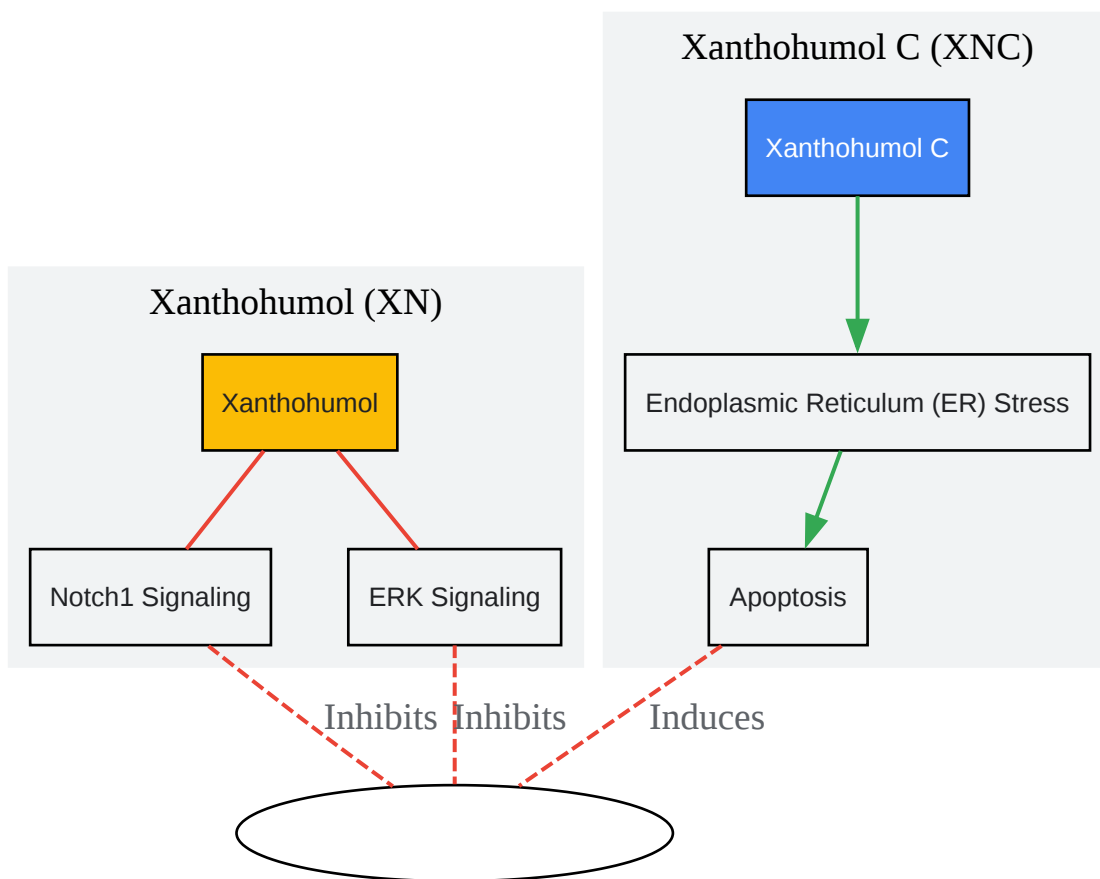 Xanthohumol C (XNC)
Xanthohumol C
Xanthohumol (XN)
Xanthohumol
Endoplasmic Reticulum (ER) Stress
Notch1 Signaling
ERK Signaling
Apoptosis
Inhibits
Inhibits
Induces